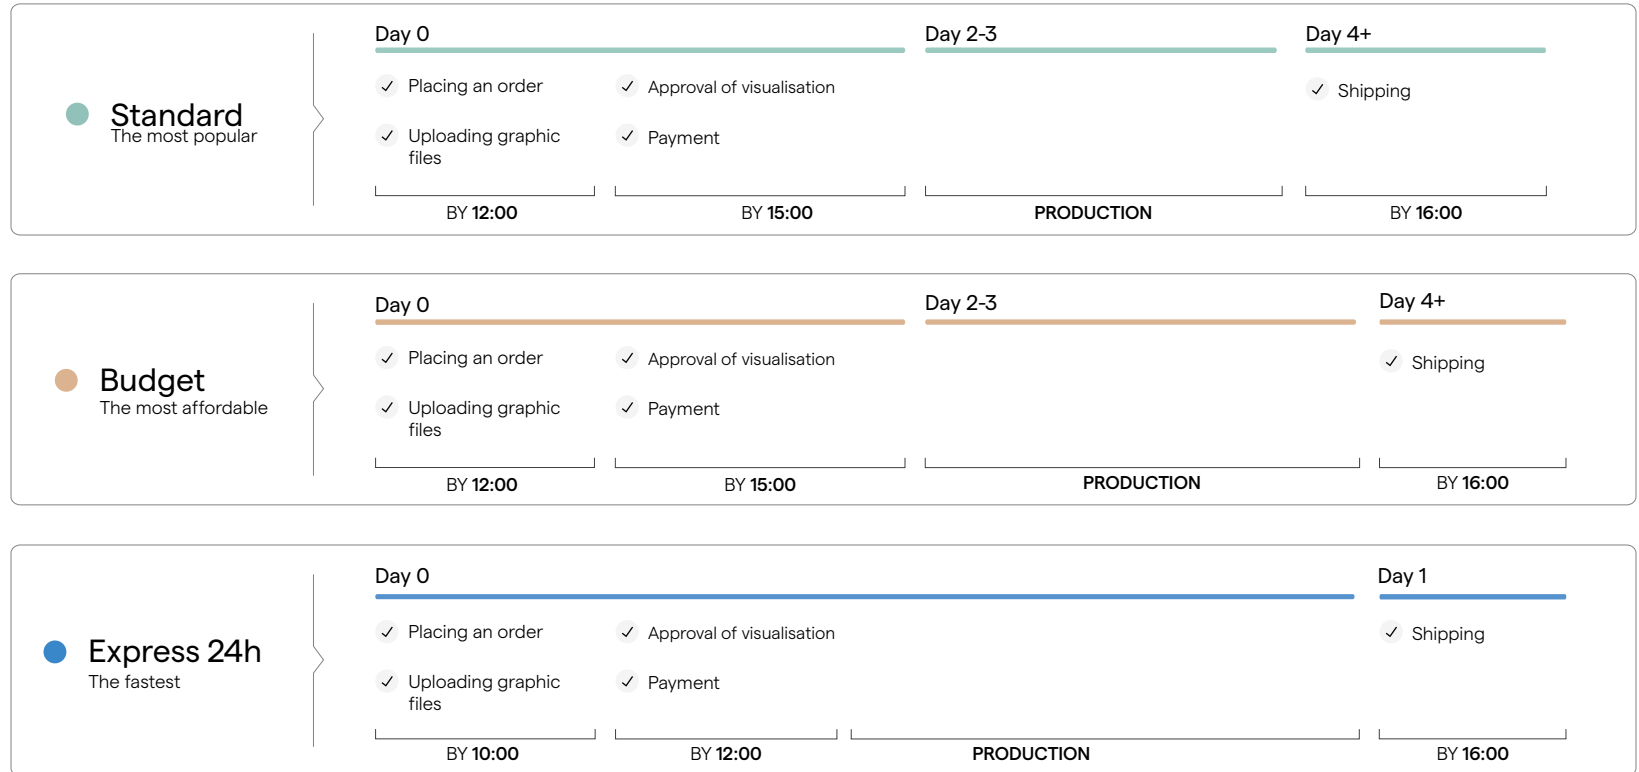 Standard
The most popular
Day 0
Day 2-3
Day 4+
Placing an order
Approval of visualisation
Shipping
Uploading graphic
files
Payment
BY 12:00
BY 15:00
PRODUCTION
BY 16:00
Budget
The most affordable
Day 0
Day 2-3
Day 4+
Placing an order
Approval of visualisation
Shipping
Uploading graphic
files
Payment
BY 12:00
BY 15:00
PRODUCTION
BY 16:00
Express 24h
The fastest
Day 0
Day 1
Placing an order
Approval of visualisation
Shipping
Uploading graphic
files
Payment
BY 10:00
BY 12:00
PRODUCTION
BY 16:00